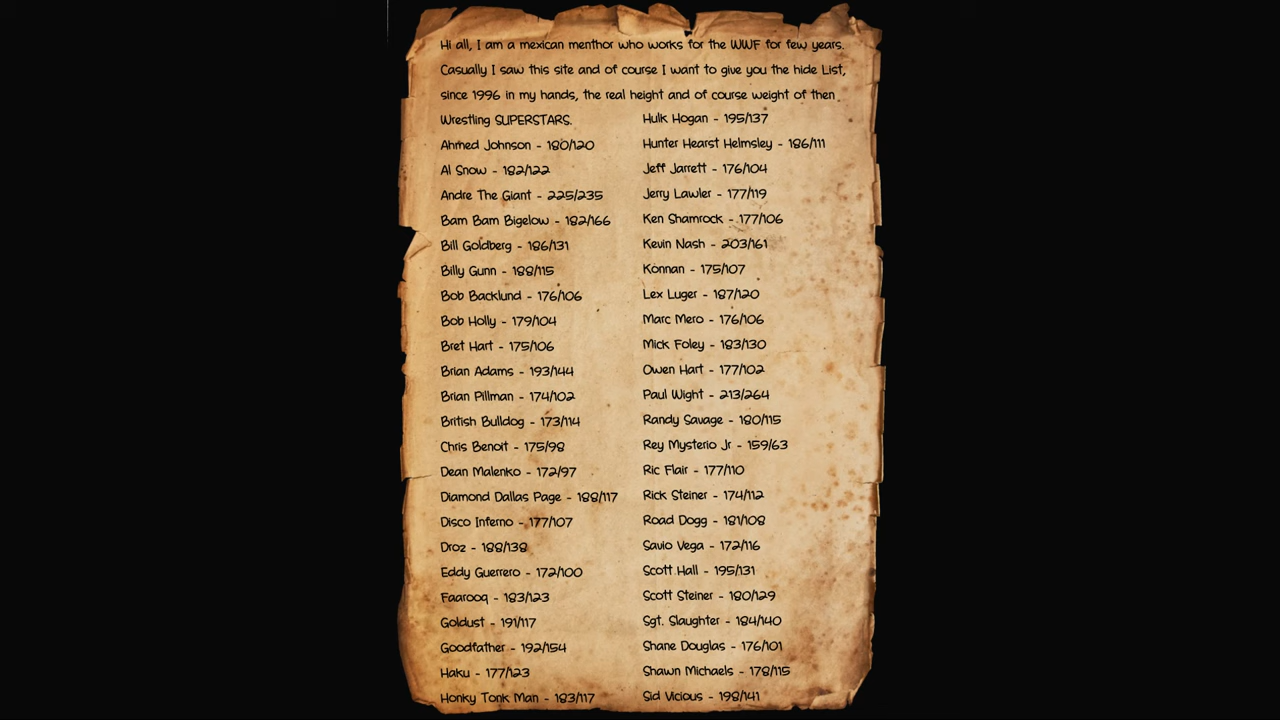 Hi all, I am a mexican menthor who works for the WWF for few years.
Casually I saw this site and of course I want to give you the hide List,
since 1996 in my hands, the real height and of course weight of then
Wrestling SUPERSTARS.
Ahmed Johnson - 180/120
Al Snow - 182/122
Andre The Giant - 225/235
Bam Bam Bigelow - 182/166
Bill Goldberg - 186/131
Billy Gunn - 188/115
Bob Backlund - 176/106
Bob Holly - 179/104
Bret Hart - 175/106
Brian Adams - 193/144
Brian Pillman - 174/102
British Bulldog - 173/114
Chris Benoit - 175/98
Dean Malenko - 172/97
Diamond Dallas Page - 188/117
Disco Inferno - 177/107
Droz - 188/138
Eddy Guerrero - 172/100
Faarooq - 183/123
Goldust - 191/117
Goodfather - 192/154
Haku - 177/123
Honky Tonk Man - 183/117
Hulk Hogan - 195/137
Hunter Hearst Helmsley - 186/111
Jeff Jarrett - 176/104
Jerry Lawler - 177/119
Ken Shamrock - 177/106
Kevin Nash - 203/161
Konnan - 175/107
Lex Luger - 187/120
Marc Mero - 176/106
Mick Foley - 183/130
Owen Hart - 177/102
Paul Wight - 213/264
Randy Savage - 180/115
Rey Mysterio Jr - 159/63
Ric Flair - 177/110
Rick Steiner - 174/112
Road Dogg - 181/108
Savio Vega - 172/116
Scott Hall - 195/131
Scott Steiner - 180/129
Sgt. Slaughter - 184/140
Shane Douglas - 176/101
Shawn Michaels - 178/115
Sid Vicious - 198/141